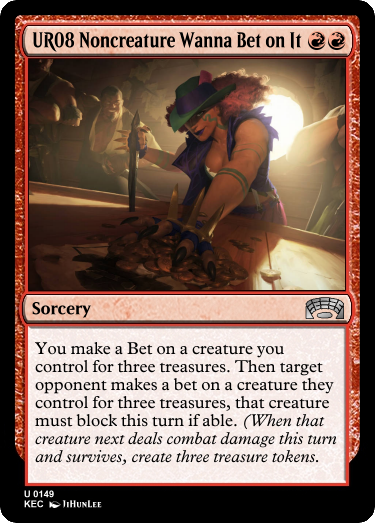 UR08 Noncreature Wanna Bet on It
Sorcery
You make a Bet on a creature you
control for three treasures. Then target
opponent makes a bet on a creature they
control for three treasures, that creature
must block this turn if able. (When that
creature next deals combat damage this turn
and survives, create three treasure tokens.
U 0149
KEC JiHunLee